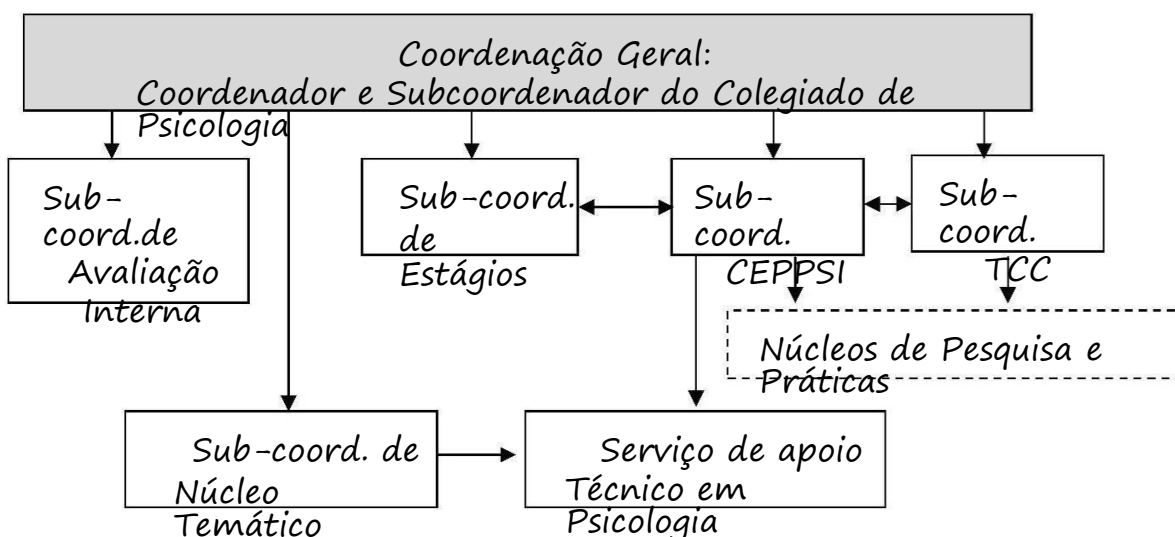 Coordenação Geral:
Coordenador e Subcoordenador do Colegiado de
Psicologia
Sub-
coord.de
Avaliação
Interna
Sub-coord.
de
Estágios
Sub-
coord.
CEPPSI
Sub-
coord.
TCC
Núcleos de Pesquisa e
Práticas
Sub-coord. de
Núcleo
Temático
Serviço de apoio
Técnico em
Psicologia